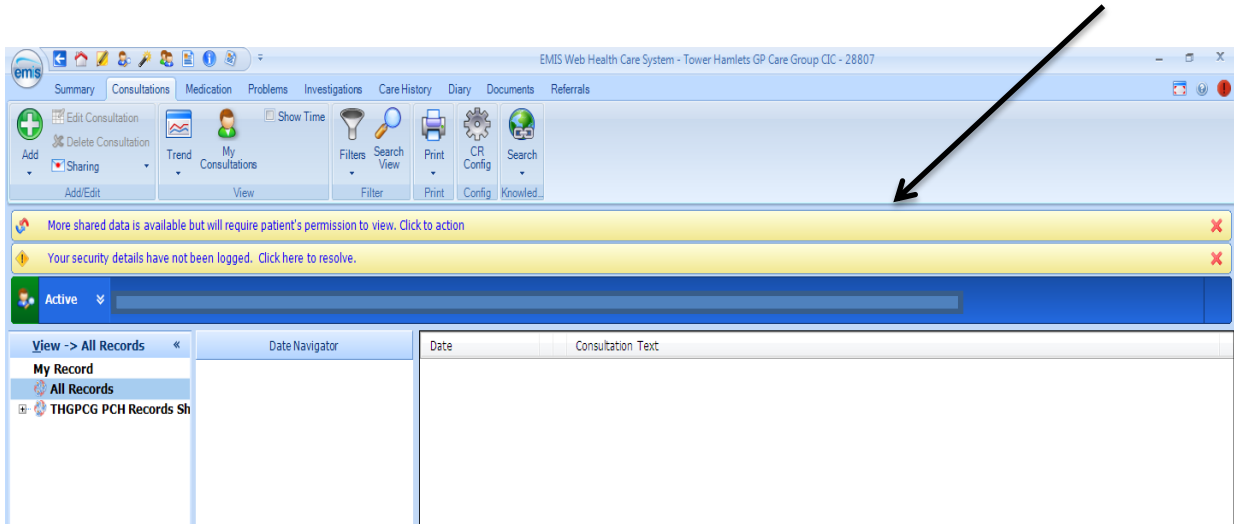 emis
EMIS Web Health Care System - Tower Hamlets GP Care Group CIC - 28807
Summary Consultations Medication Problems Investigations Care History Diary Documents Referrals
Add
Edit Consultation
Delete Consultation
Sharing
Add/Edit
Trend
My Consultations
Show Time
View
Filters
Search View
Filter
Print
Print
CR Config
Config
Search
Knowled...
More shared data is available but will require patient's permission to view. Click to action
Your security details have not been logged. Click here to resolve.
Active
View -> All Records
Date Navigator
Date
Consultation Text
My Record
All Records
THGPCG PCH Records Sh